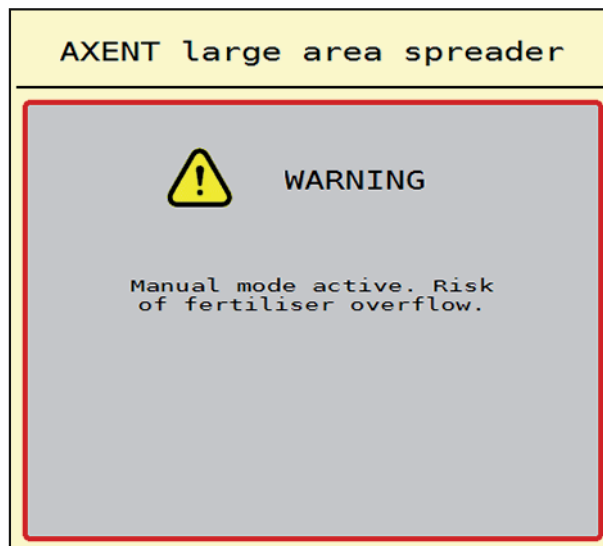 AXENT large area spreader
WARNING
Manual mode active. Risk
of fertiliser overflow.